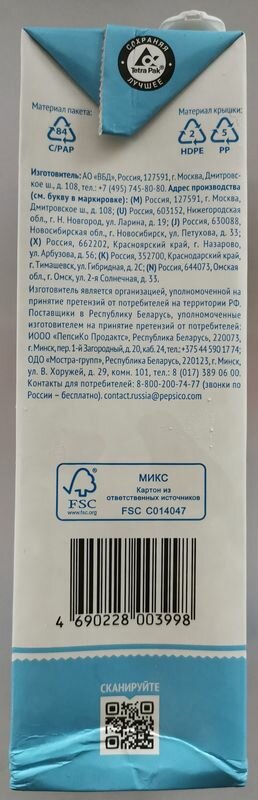 СОХРАНЯЯ
Tetra Pak®
ЛУЧШЕЕ
Материал пакета:
84
C/PAP
Материал крышки:
2
HDPE
5
PP
Изготовитель: АО «ВБД», Россия, 127591, г. Москва, Дмитровс-
кое ш., д. 108, тел.: +7 (495) 745-80-80. Адрес производства
(см. букву в маркировке): (M) Россия, 127591, г. Москва,
Дмитровское ш., д. 108; (U) Россия, 603152, Нижегородская
обл., г. Н. Новгород, ул. Ларина, д. 19; (J) Россия, 630088,
Новосибирская обл., г. Новосибирск, ул. Петухова, д. 33;
(X) Россия, 662202, Красноярский край, г. Назарово,
ул. Арбузова, д. 56; (K) Россия, 352700, Краснодарский край,
г. Тимашевск, ул. Гибридная, д. 2С; (N) Россия, 644073, Омская
обл., г. Омск, ул. 2-я Солнечная, д. 33.
Изготовитель является организацией, уполномоченной на
принятие претензий от потребителей на территории РФ.
Поставщики в Республику Беларусь, уполномоченные
изготовителем на принятие претензий от потребителей:
ИООО «ПепсиКо Продактс», Республика Беларусь, 220073,
г. Минск, пер. 1-й Загородный, д. 20, каб. 24, тел.: +375 44 590 17 74;
ОДО «Мостра-групп», Республика Беларусь, 220123, г. Минск,
ул. В. Хоружей, д. 29, комн. 101, тел.: 8 (017) 389 06 00.
Контакты для потребителей: 8-800-200-74-77 (звонки по
России – бесплатно). contact.russia@pepsico.com
FSC
www.fsc.org
МИКС
Картон из
ответственных источников
FSC C014047
4 690228 003998
СКАНИРУЙТЕ